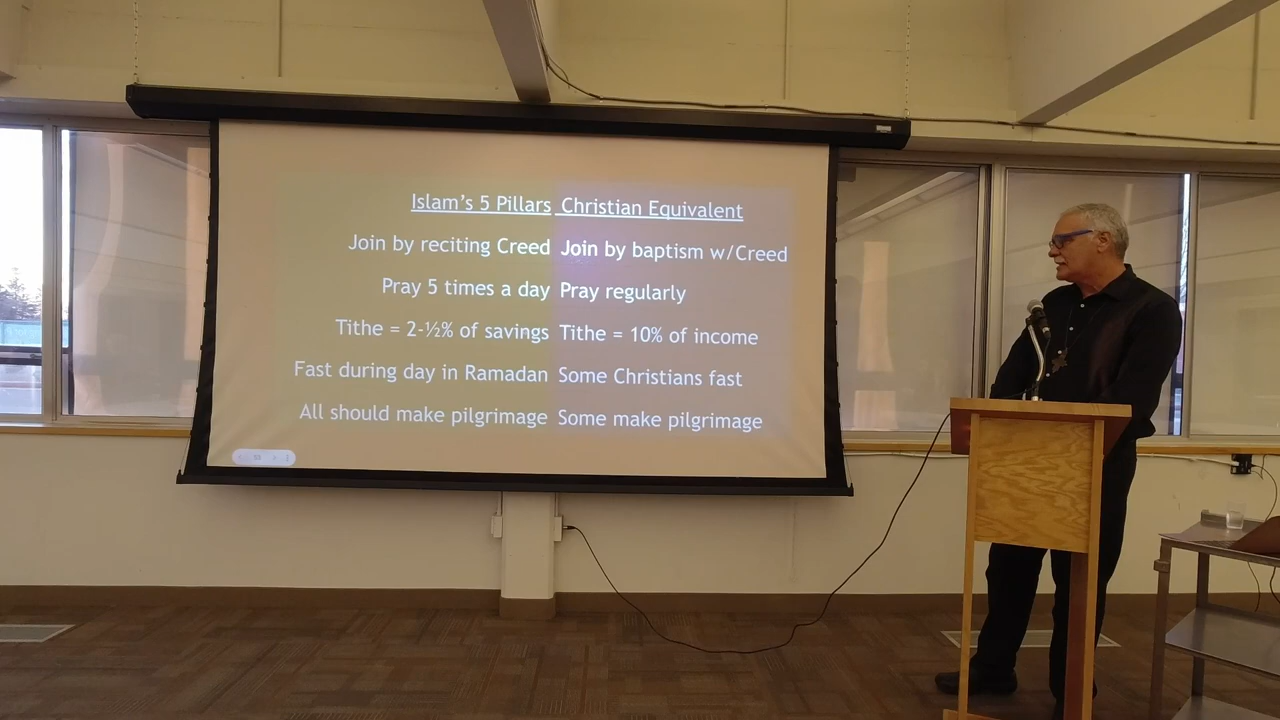 Islam's 5 Pillars Christian Equivalent
Join by reciting Creed Join by baptism w/Creed
Pray 5 times a day Pray regularly
Tithe = 2-½% of savings Tithe = 10% of income
Fast during day in Ramadan Some Christians fast
All should make pilgrimage Some make pilgrimage